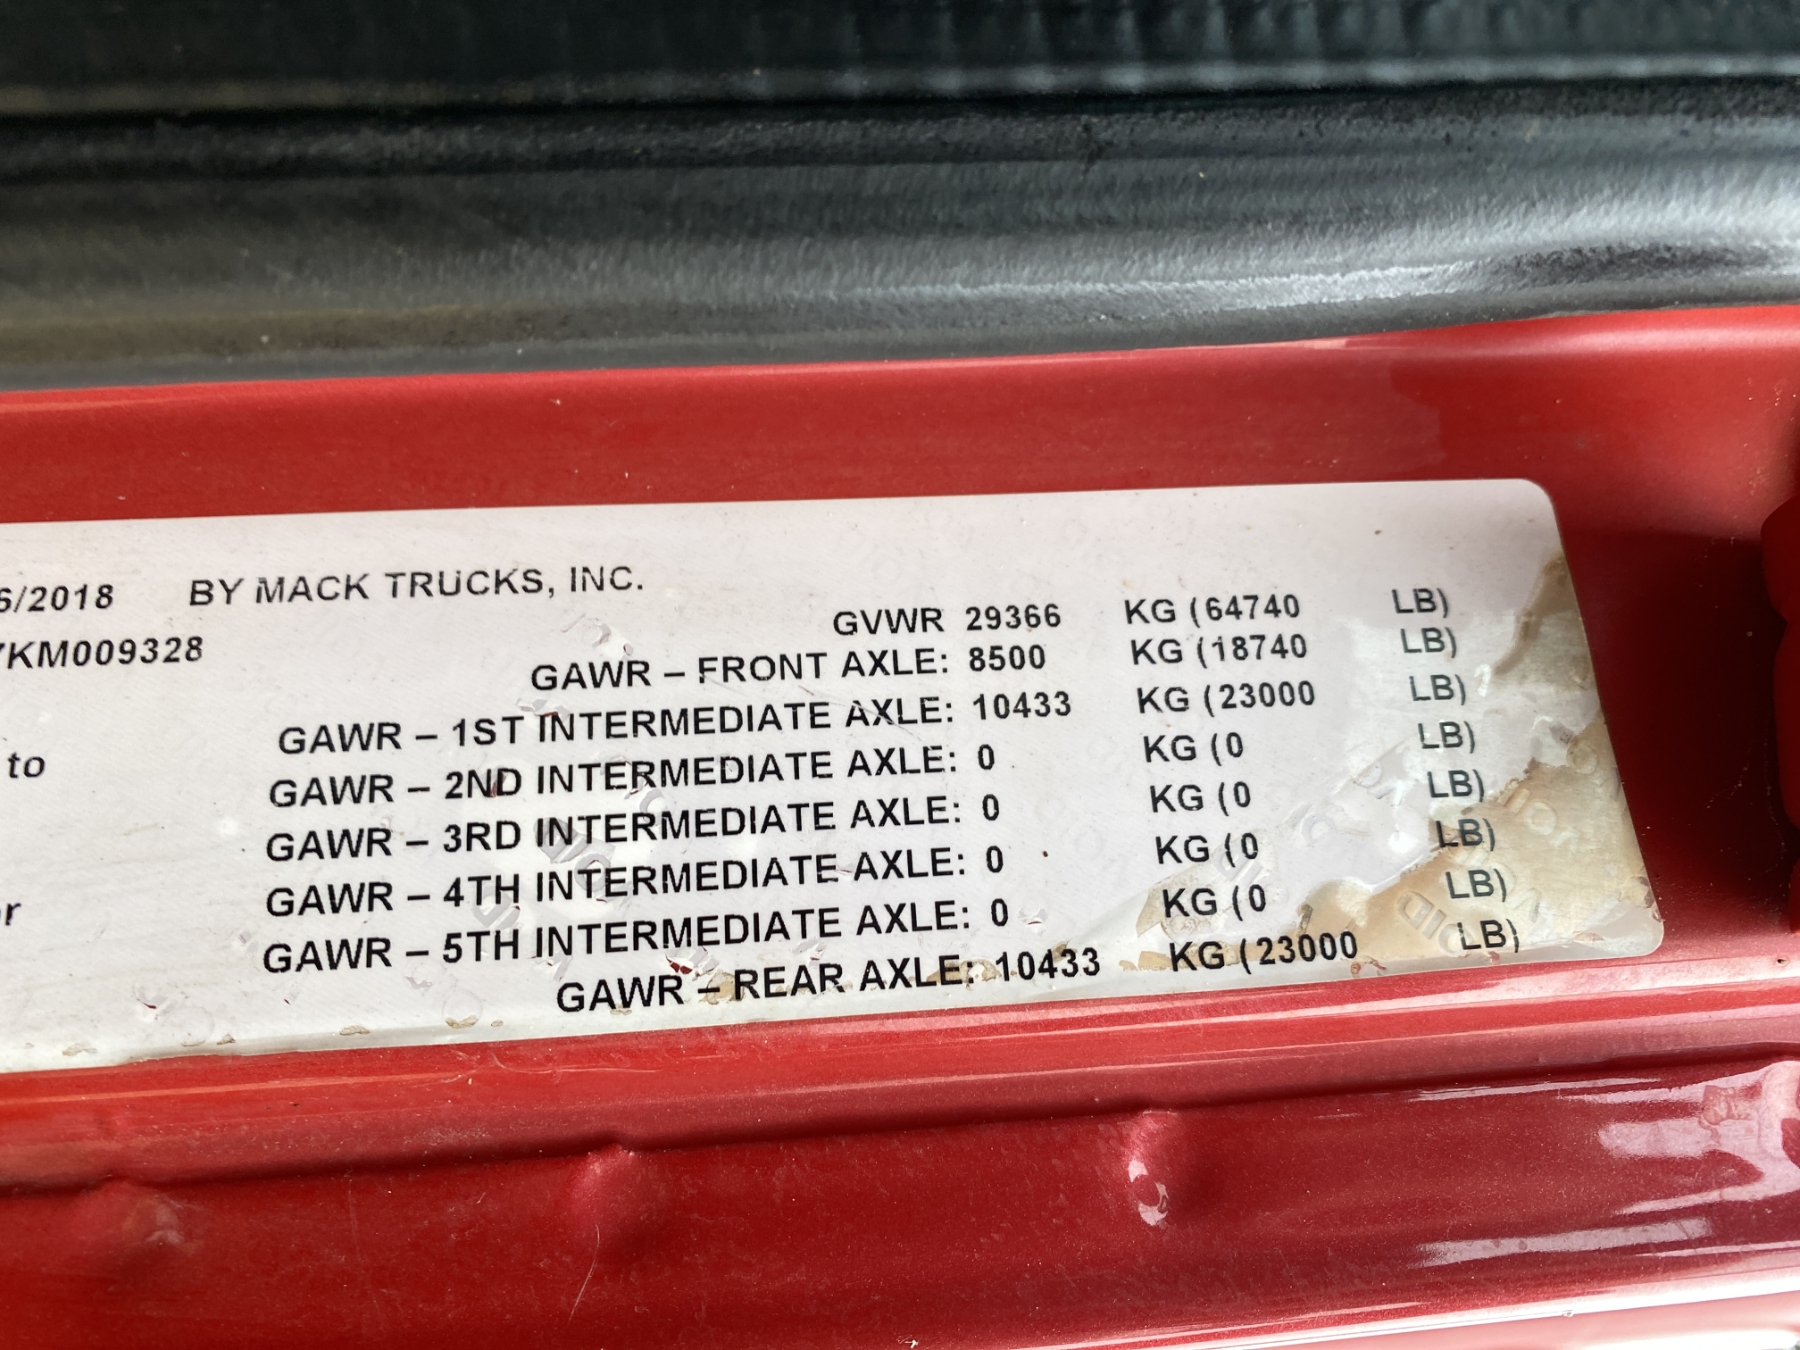 6/2018 BY MACK TRUCKS, INC.
GVWR 29366 KG (64740 LB)
KM009328
GAWR – FRONT AXLE: 8500 KG (18740 LB)
GAWR – 1ST INTERMEDIATE AXLE: 10433 KG (23000 LB)
to
GAWR – 2ND INTERMEDIATE AXLE: 0 KG (0 LB)
GAWR – 3RD INTERMEDIATE AXLE: 0 KG (0 LB)
GAWR – 4TH INTERMEDIATE AXLE: 0 KG (0 LB)
GAWR – 5TH INTERMEDIATE AXLE: 0 KG (0 LB)
GAWR – REAR AXLE: 10433 KG (23000 LB)